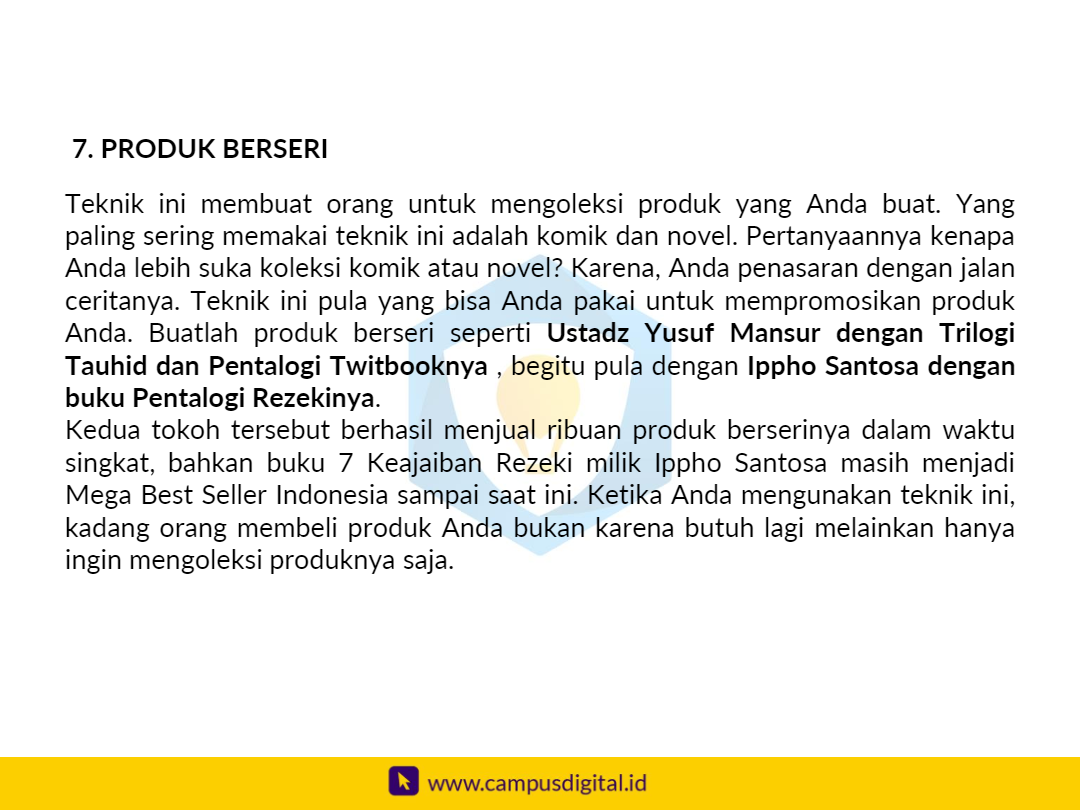 7. PRODUK BERSERI
Teknik ini membuat orang untuk mengoleksi produk yang Anda buat. Yang
paling sering memakai teknik ini adalah komik dan novel. Pertanyaannya kenapa
Anda lebih suka koleksi komik atau novel? Karena, Anda penasaran dengan jalan
ceritanya. Teknik ini pula yang bisa Anda pakai untuk mempromosikan produk
Anda. Buatlah produk berseri seperti Ustadz Yusuf Mansur dengan Trilogi
Tauhid dan Pentalogi Twitbooknya , begitu pula dengan Ippho Santosa dengan
buku Pentalogi Rezekinya.
Kedua tokoh tersebut berhasil menjual ribuan produk berserinya dalam waktu
singkat, bahkan buku 7 Keajaiban Rezeki milik Ippho Santosa masih menjadi
Mega Best Seller Indonesia sampai saat ini. Ketika Anda mengunakan teknik ini,
kadang orang membeli produk Anda bukan karena butuh lagi melainkan hanya
ingin mengoleksi produknya saja.
www.campusdigital.id